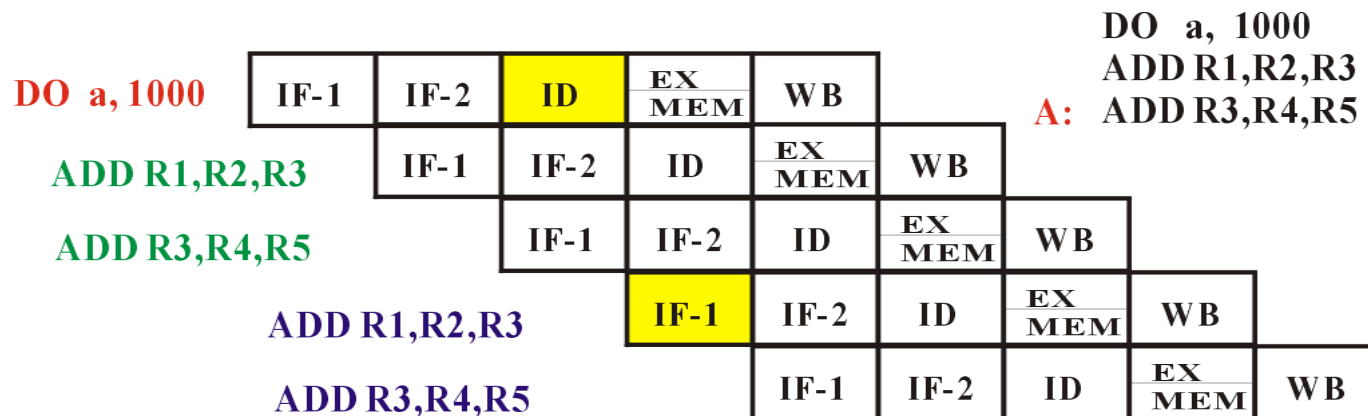 DO a, 1000
ADD R1,R2,R3
A: ADD R3,R4,R5
DO a, 1000 IF-1 IF-2 ID EX MEM WB
ADD R1,R2,R3 IF-1 IF-2 ID EX MEM WB
ADD R3,R4,R5 IF-1 IF-2 ID EX MEM WB
ADD R1,R2,R3 IF-1 IF-2 ID EX MEM WB
ADD R3,R4,R5 IF-1 IF-2 ID EX MEM WB